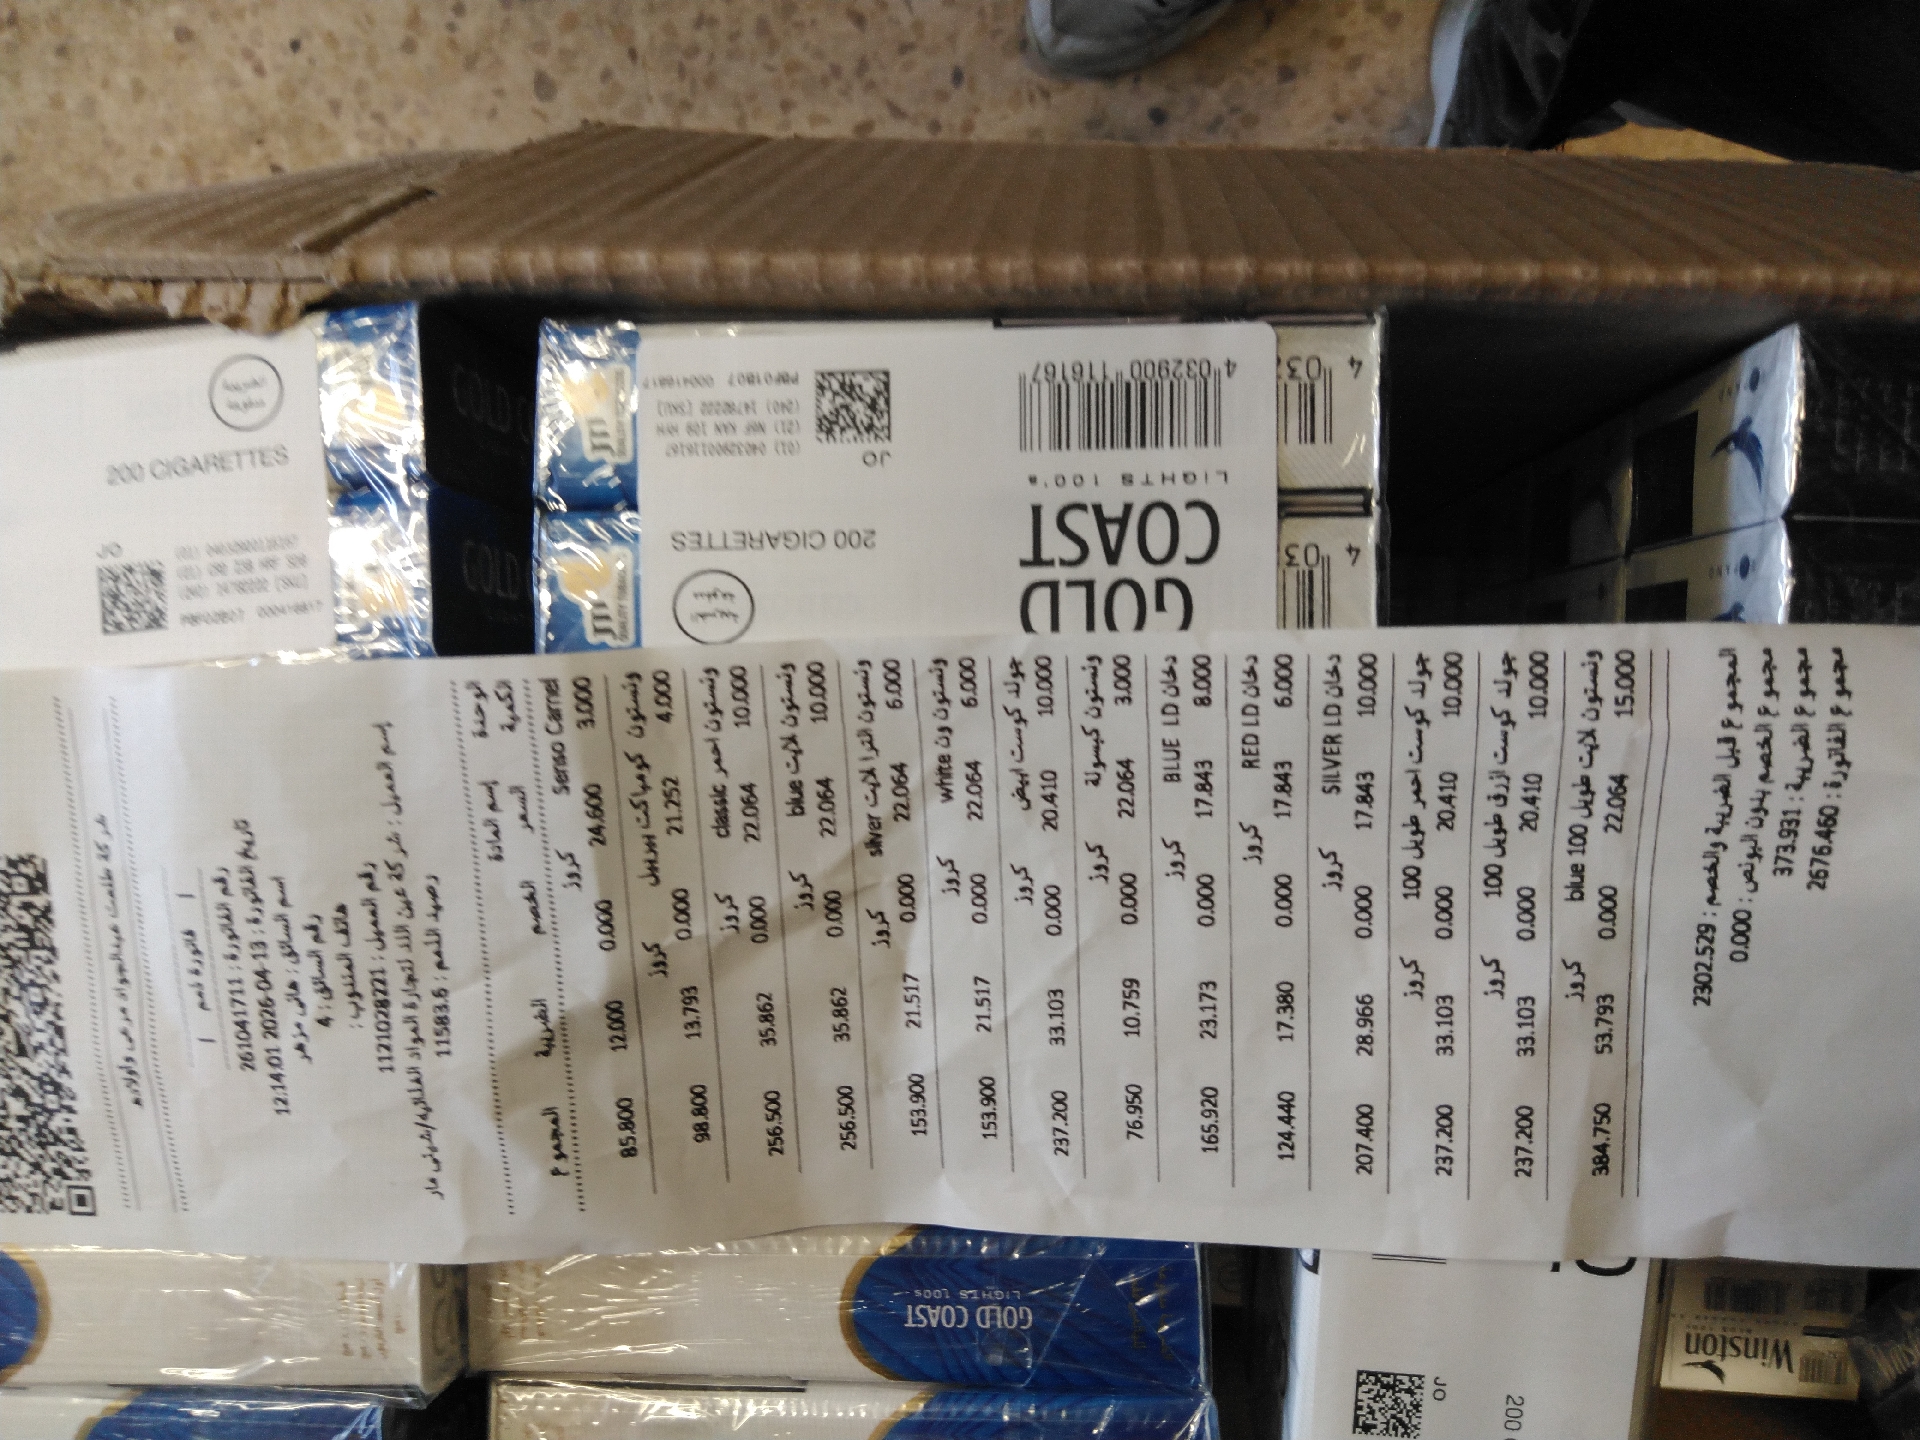 شركة طلعت عبدالجواد مرعي وأولاده
فاتورة ذمم
رقم الفاتورة : 261041711
تاريخ الفاتورة : 13-04-2026 12:14:01
اسم السائق : هاني مزهر
رقم السائق : 4
هاتف المندوب :
رقم العميل : 1121028221
إسم العميل : شركة عين اللد لتجارة المواد الغذائية/شيني مار
رصيد الذمم : 11583.6
الوحدة إسم المادة
الكمية السعر الخصم الضريبة المجموع
Senso Carmel كروز
3.000 24.600 0.000 12.000 85.800
ونستون كومباكت بيربيل كروز
4.000 21.252 0.000 13.793 98.800
ونستون احمر classic كروز
10.000 22.064 0.000 35.862 256.500
ونستون لايت blue كروز
10.000 22.064 0.000 35.862 256.500
ونستون الترا لايت silver كروز
6.000 22.064 0.000 21.517 153.900
ونستون ون white كروز
6.000 22.064 0.000 21.517 153.900
جولد كوست ابيض كروز
10.000 20.410 0.000 33.103 237.200
ونستون كبسولة كروز
3.000 22.064 0.000 10.759 76.950
دخان BLUE LD كروز
8.000 17.843 0.000 23.173 165.920
دخان RED LD كروز
6.000 17.843 0.000 17.380 124.440
دخان SILVER LD كروز
10.000 17.843 0.000 28.966 207.400
جولد كوست احمر طويل 100 كروز
10.000 20.410 0.000 33.103 237.200
جولد كوست ازرق طويل 100 كروز
10.000 20.410 0.000 33.103 237.200
ونستون لايت طويل 100 blue كروز
15.000 22.064 0.000 53.793 384.750
المجموع قبل الضريبة والخصم : 2302.529
مجموع الخصم بدون البونص : 0.000
مجموع الضريبة : 373.931
مجموع الفاتورة : 2676.460
200 CIGARETTES
JO
GOLD
COAST
LIGHTS 100's
4 032900 116167
200 CIGARETTES
JO
JTI
GOLD COAST
LIGHTS 100s
Winston
JO
200